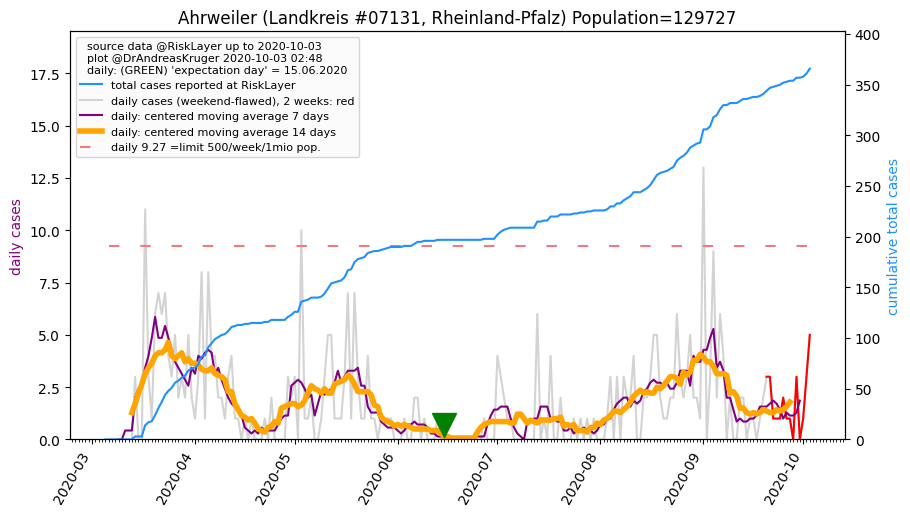 Ahrweiler (Landkreis #07131, Rheinland-Pfalz) Population=129727
source data @RiskLayer up to 2020-10-03
plot @DrAndreasKruger 2020-10-03 02:48
daily: (GREEN) 'expectation day' = 15.06.2020
total cases reported at RiskLayer
daily cases (weekend-flawed), 2 weeks: red
daily: centered moving average 7 days
daily: centered moving average 14 days
daily 9.27 =limit 500/week/1mio pop.
daily cases
17.5
15.0
12.5
10.0
7.5
5.0
2.5
0.0
400
350
300
250
200
150
100
50
0
cumulative total cases
2020-03
2020-04
2020-05
2020-06
2020-07
2020-08
2020-09
2020-10